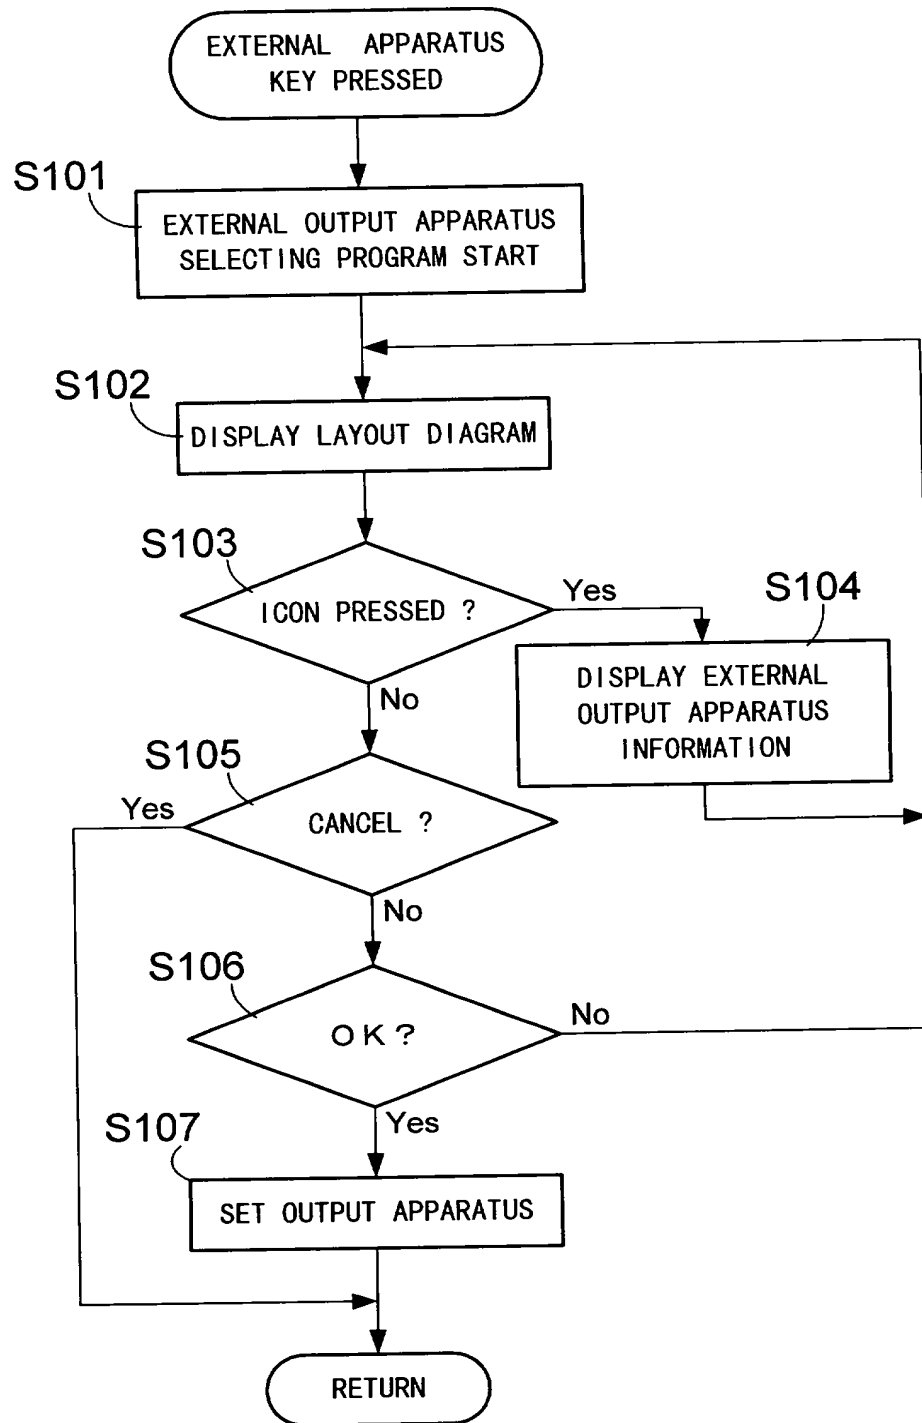 EXTERNAL APPARATUS
KEY PRESSED
S101
EXTERNAL OUTPUT APPARATUS
SELECTING PROGRAM START
S102
DISPLAY LAYOUT DIAGRAM
S103
ICON PRESSED ?
Yes
S104
DISPLAY EXTERNAL
OUTPUT APPARATUS
INFORMATION
No
S105
Yes
CANCEL ?
No
S106
OK?
No
Yes
S107
SET OUTPUT APPARATUS
RETURN